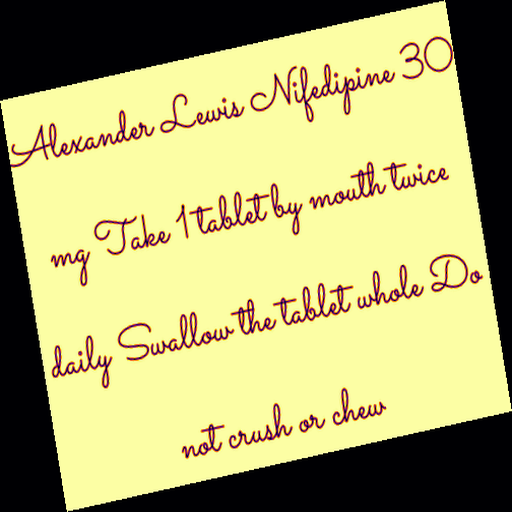 Alexander Lewis Nifedipine 30
mg Take 1 tablet by mouth twice
daily Swallow the tablet whole Do
not crush or chew